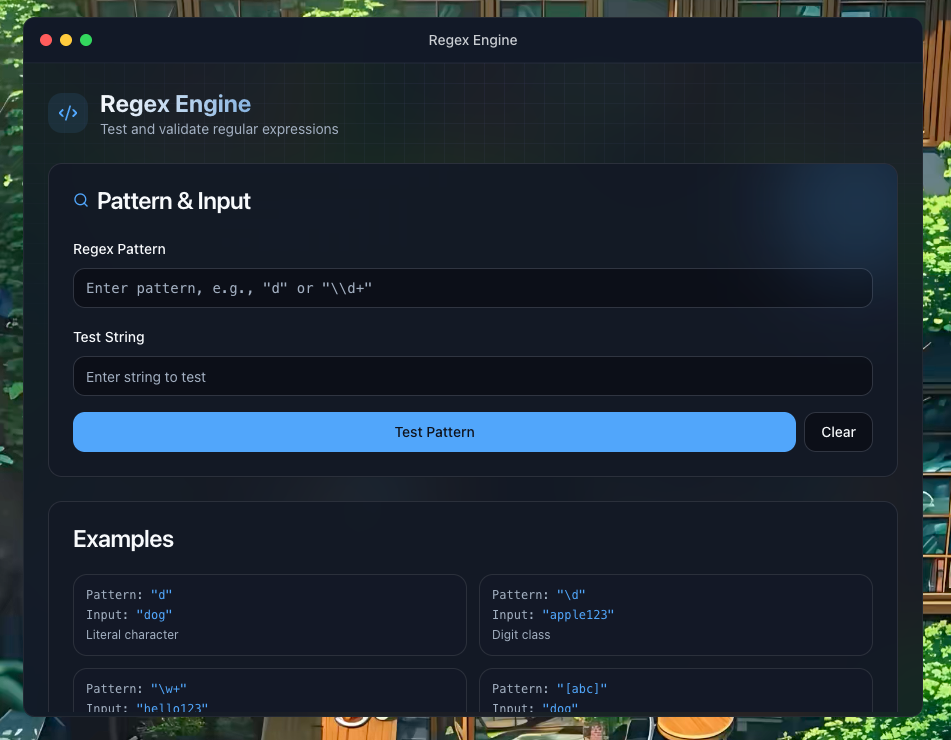 Regex Engine
Regex Engine
Test and validate regular expressions
Pattern & Input
Regex Pattern
Enter pattern, e.g., "d" or "\\d+"
Test String
Enter string to test
Test Pattern
Clear
Examples
Pattern: "d"
Input: "dog"
Literal character
Pattern: "\d"
Input: "apple123"
Digit class
Pattern: "\w+"
Input: "hello123"
Pattern: "[abc]"
Input: "dog"